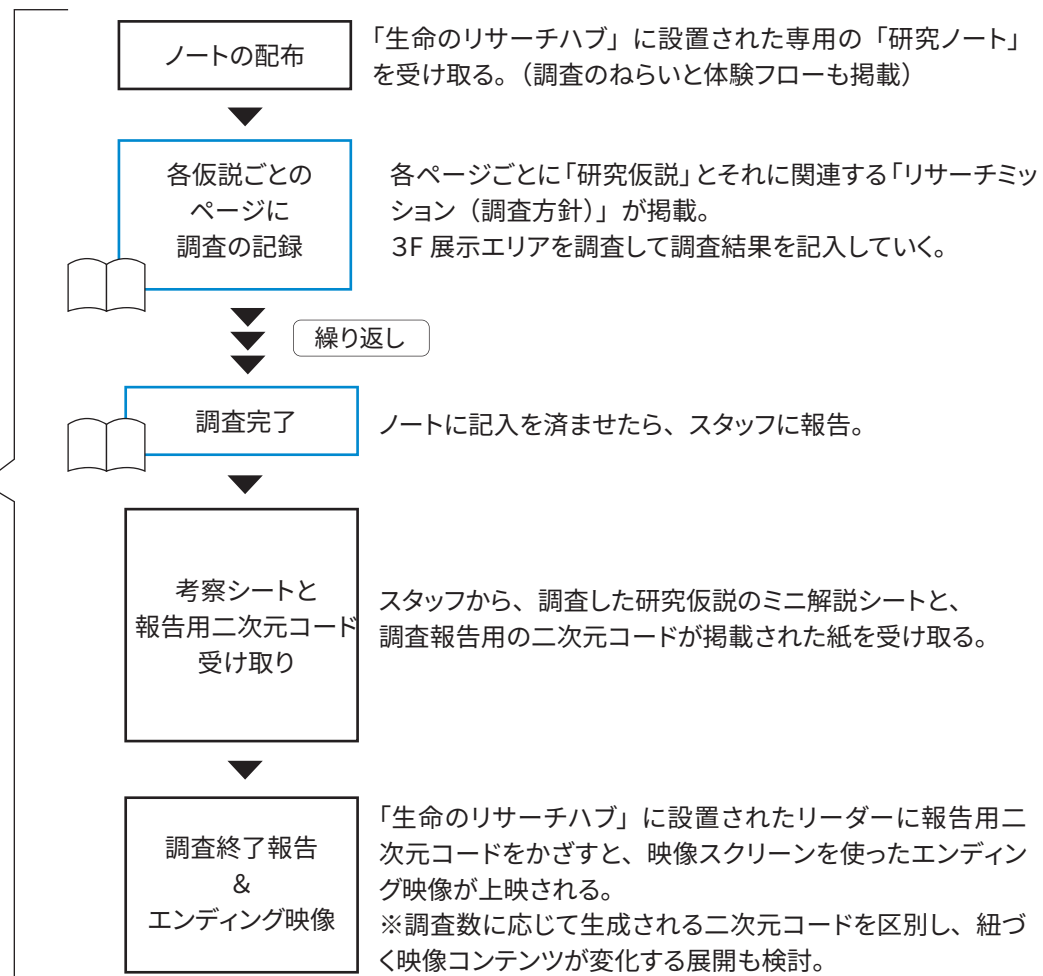 ノートの配布
「生命のリサーチハブ」に設置された専用の「研究ノート」
を受け取る。（調査のねらいと体験フローも掲載）
各仮説ごとの
ページに
調査の記録
各ページごとに「研究仮説」とそれに関連する「リサーチミッ
ション（調査方針）」が掲載。
３F 展示エリアを調査して調査結果を記入していく。
繰り返し
調査完了
ノートに記入を済ませたら、スタッフに報告。
考察シートと
報告用二次元コード
受け取り
スタッフから、調査した研究仮説のミニ解説シートと、
調査報告用の二次元コードが掲載された紙を受け取る。
調査終了報告
&
エンディング映像
「生命のリサーチハブ」に設置されたリーダーに報告用二
次元コードをかざすと、映像スクリーンを使ったエンディン
グ映像が上映される。
※調査数に応じて生成される二次元コードを区別し、紐づ
く映像コンテンツが変化する展開も検討。